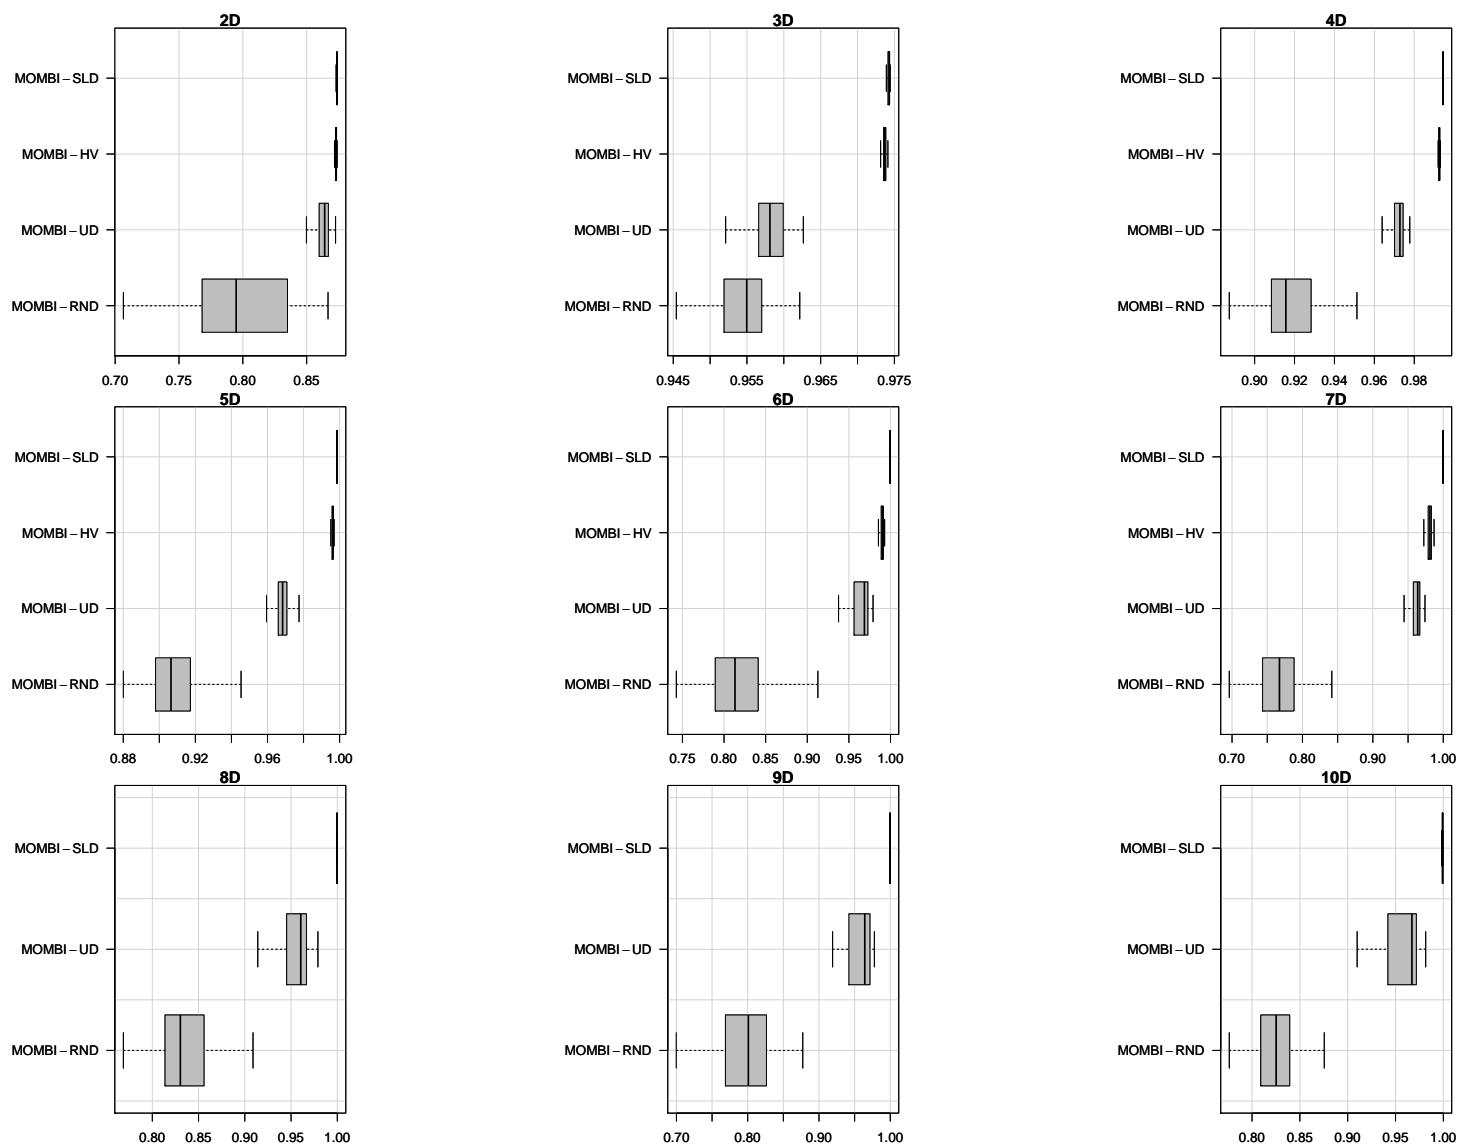 2D 3D 4D
MOMBI−SLD MOMBI−SLD MOMBI−SLD
MOMBI−HV MOMBI−HV MOMBI−HV
MOMBI−UD MOMBI−UD MOMBI−UD
MOMBI−RND MOMBI−RND MOMBI−RND
0.70 0.75 0.80 0.85 0.945 0.955 0.965 0.975 0.90 0.92 0.94 0.96 0.98
5D 6D 7D
MOMBI−SLD MOMBI−SLD MOMBI−SLD
MOMBI−HV MOMBI−HV MOMBI−HV
MOMBI−UD MOMBI−UD MOMBI−UD
MOMBI−RND MOMBI−RND MOMBI−RND
0.88 0.92 0.96 1.00 0.75 0.80 0.85 0.90 0.95 1.00 0.70 0.80 0.90 1.00
8D 9D 10D
MOMBI−SLD MOMBI−SLD MOMBI−SLD
MOMBI−UD MOMBI−UD MOMBI−UD
MOMBI−RND MOMBI−RND MOMBI−RND
0.80 0.85 0.90 0.95 1.00 0.70 0.80 0.90 1.00 0.80 0.85 0.90 0.95 1.00